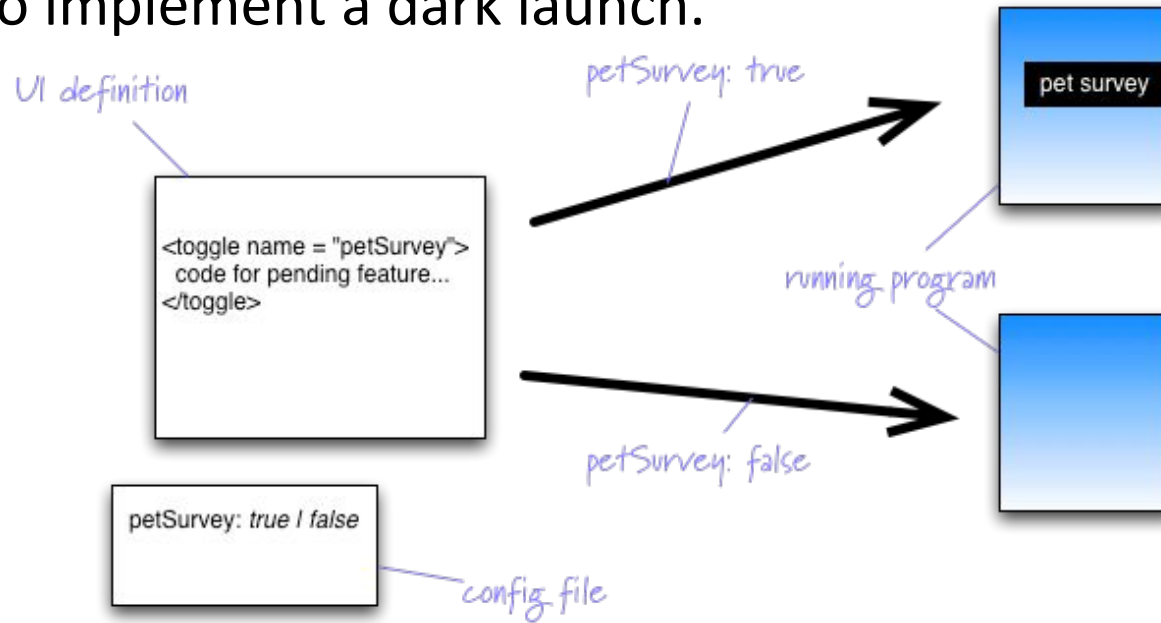 o implement a dark launch.
UI definition
petSurvey: true
pet survey
<toggle name = "petSurvey">
code for pending feature...
</toggle>
running program
petSurvey: false
petSurvey: true | false
config file